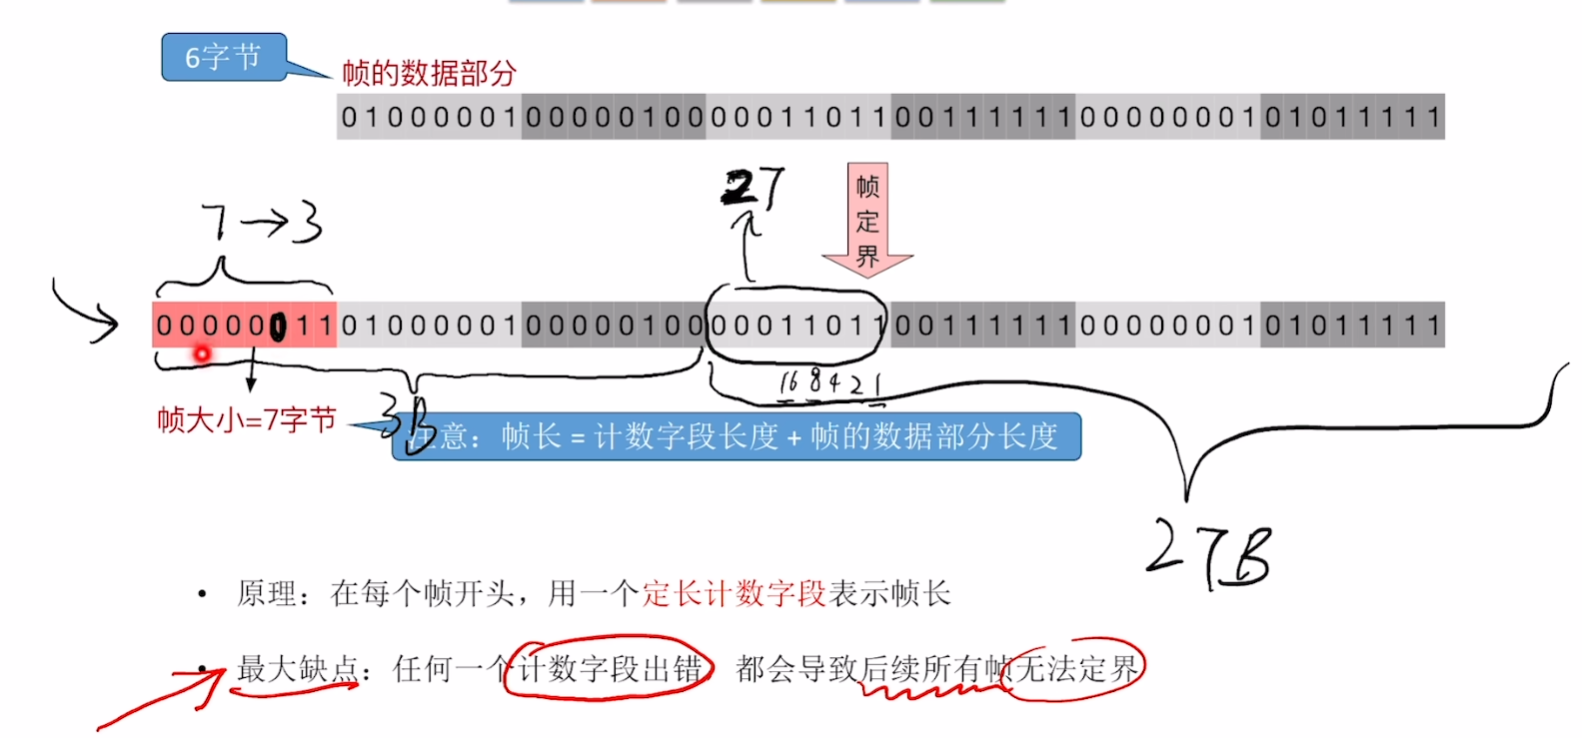 6字节
帧的数据部分
01000001 00000100 00011011 00111111 00000001 01011111
27
帧定界
7→3
00000011 01000001 00000100 00011011 00111111 00000001 01011111
16 8 4 2 1
帧大小=7字节
3B
注意：帧长 = 计数字段长度 + 帧的数据部分长度
27B
• 原理：在每个帧开头，用一个定长计数字段表示帧长
• 最大缺点：任何一个计数字段出错，都会导致后续所有帧无法定界